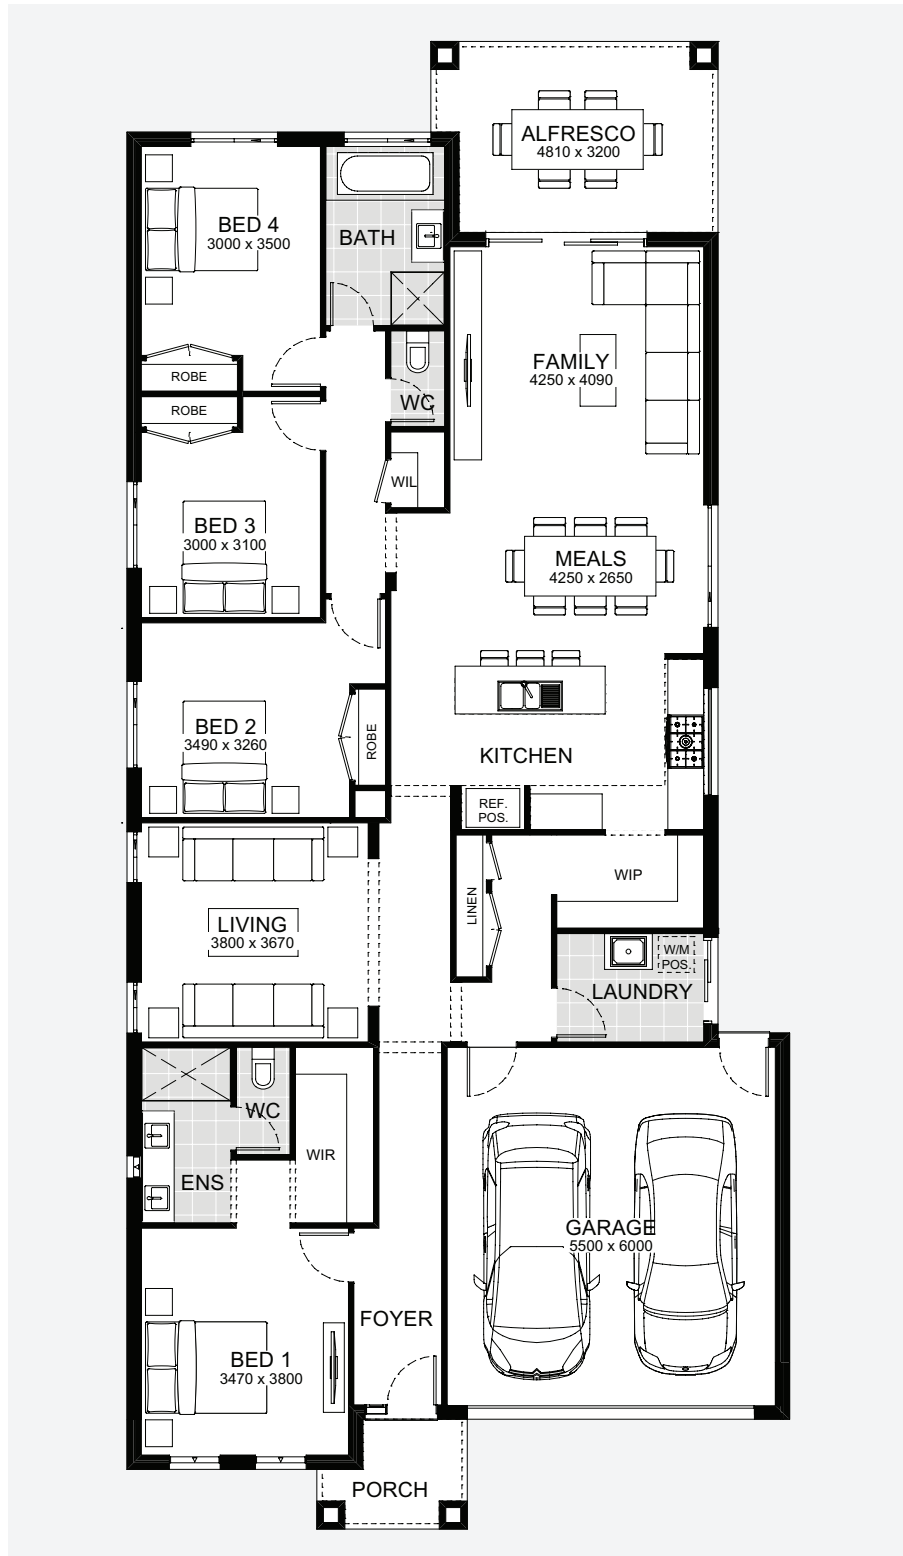 ALFRESCO
4810 x 3200
BED 4
3000 x 3500
BATH
FAMILY
4250 x 4090
ROBE
WC
ROBE
WIL
BED 3
3000 x 3100
MEALS
4250 x 2650
BED 2
3490 x 3260
ROBE
KITCHEN
REF.
POS.
WIP
LINEN
LIVING
3800 x 3670
W/M
POS.
LAUNDRY
WC
WIR
ENS
GARAGE
5500 x 6000
FOYER
BED 1
3470 x 3800
PORCH